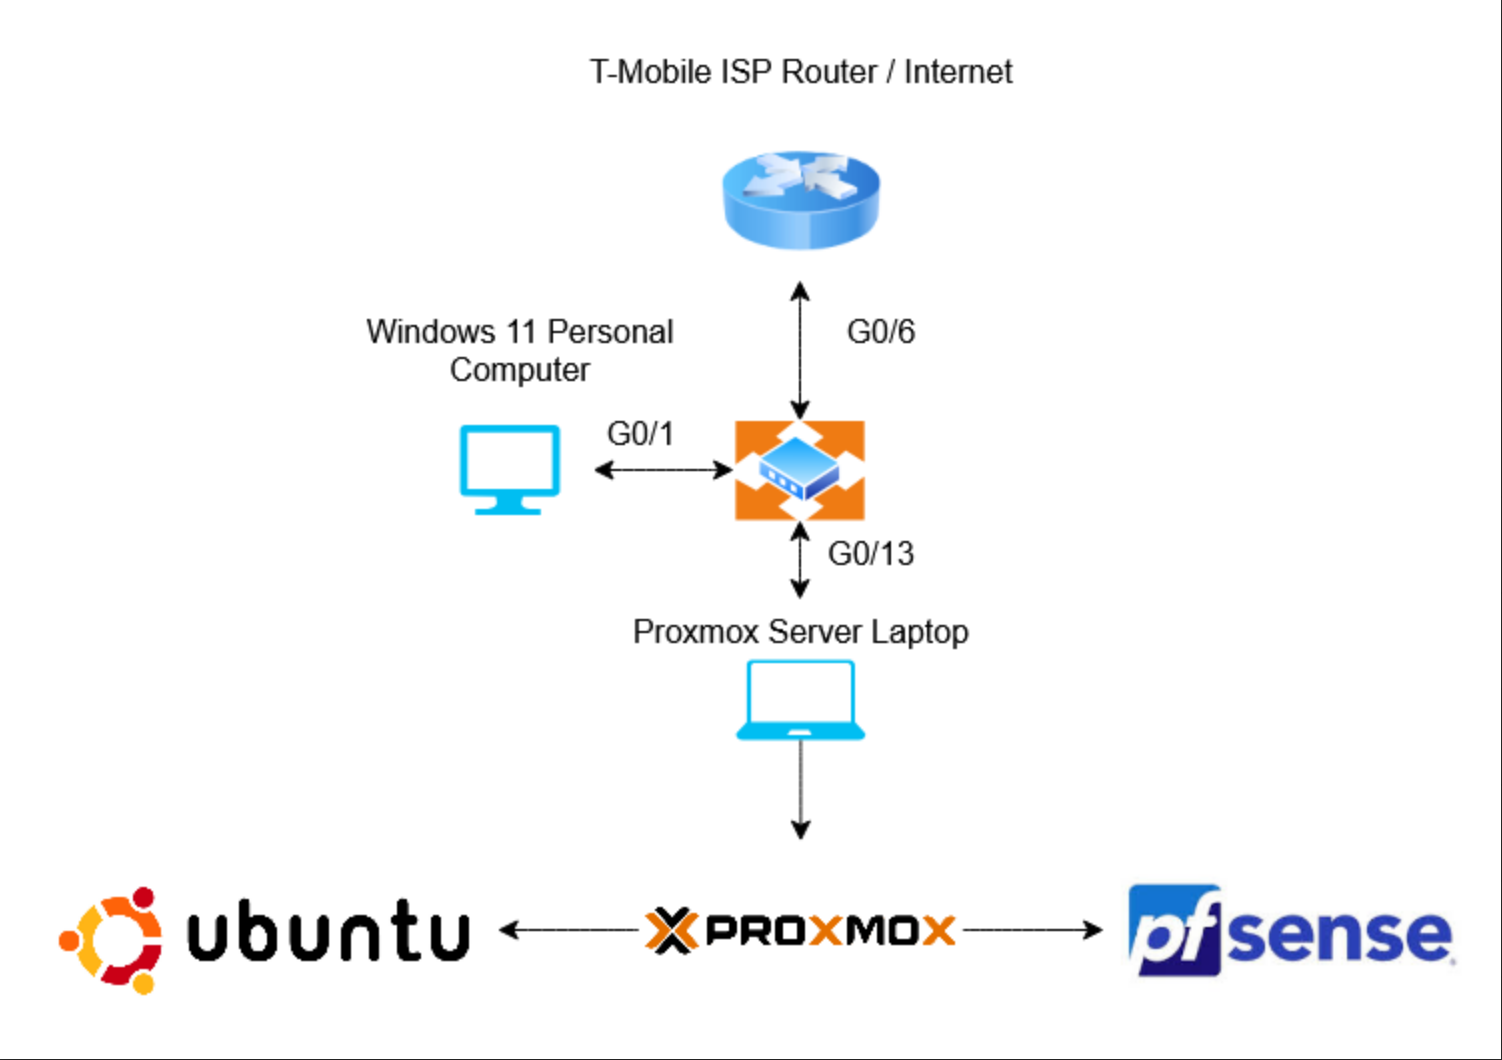 T-Mobile ISP Router / Internet
G0/6
Windows 11 Personal
Computer
G0/1
G0/13
Proxmox Server Laptop
ubuntu
PROXMOX
pfsense